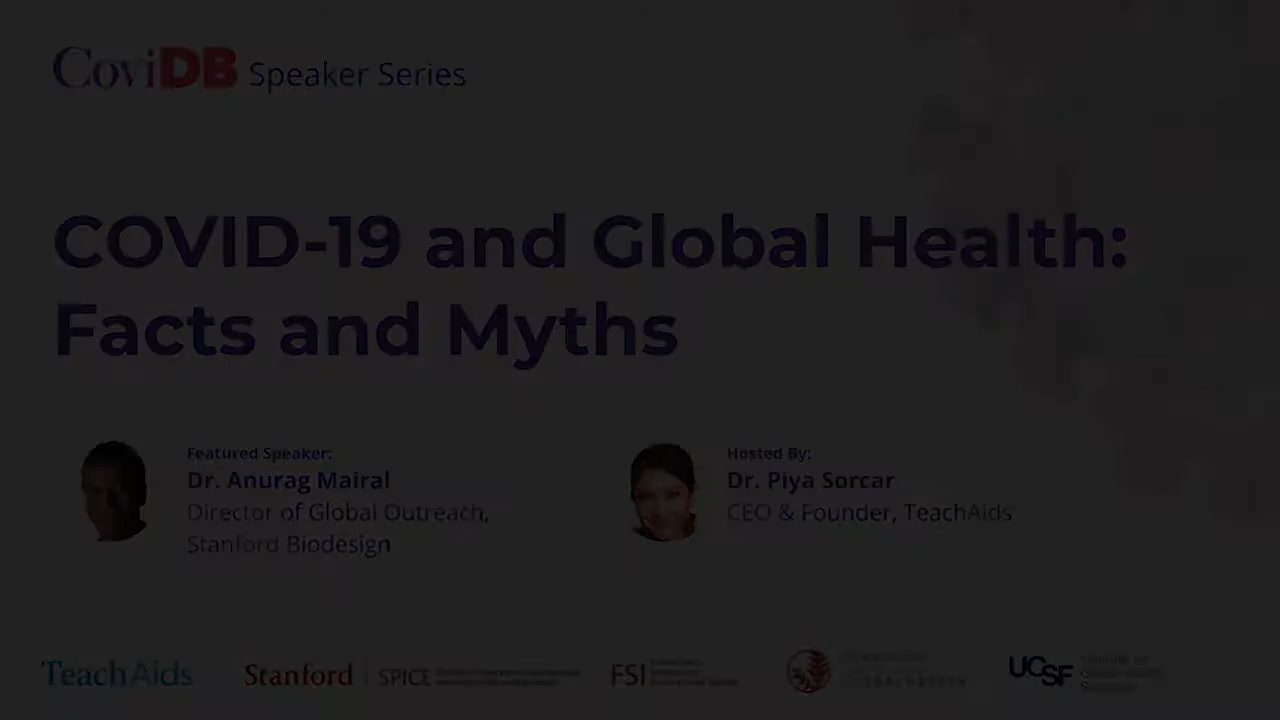 CoviDB Speaker Series
COVID-19 and Global Health:
Facts and Myths
Featured Speaker:
Dr. Anurag Mairal
Director of Global Outreach,
Stanford Biodesign
Hosted By:
Dr. Piya Sorcar
CEO & Founder, TeachAids
TeachAids
Stanford | SPICE
FSI
UCSF